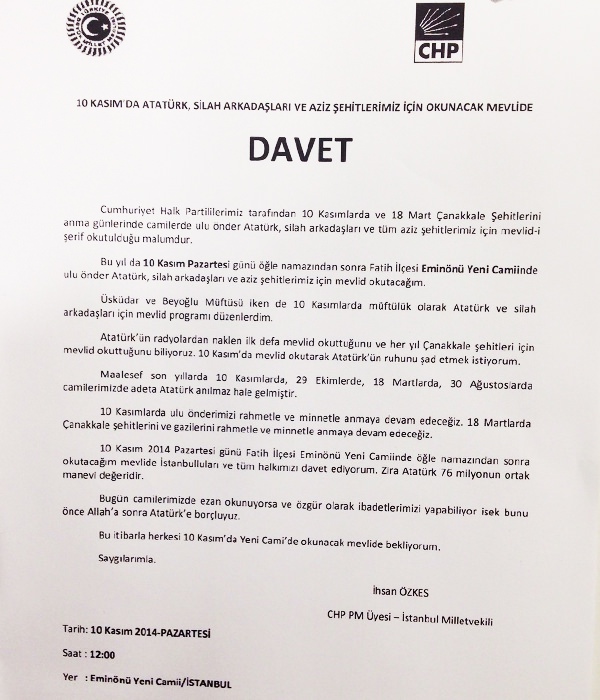 CHP
10 KASIM'DA ATATÜRK, SİLAH ARKADAŞLARI VE AZİZ ŞEHİTLERİMİZ İÇİN OKUNACAK MEVLİDE
DAVET
Cumhuriyet Halk Partililerimiz tarafından 10 Kasımlarda ve 18 Mart Çanakkale Şehitlerini
anma günlerinde camilerde ulu önder Atatürk, silah arkadaşları ve tüm aziz şehitlerimiz için mevlid-i
şerif okutulduğu malumdur.
Bu yıl da 10 Kasım Pazartesi günü öğle namazından sonra Fatih İlçesi Eminönü Yeni Camiinde
ulu önder Atatürk, silah arkadaşları ve aziz şehitlerimiz için mevlid okutacağım.
Üsküdar ve Beyoğlu Müftüsü iken de 10 Kasımlarda müftülük olarak Atatürk ve silah
arkadaşları için mevlid programı düzenlerdim.
Atatürk'ün radyolardan naklen ilk defa mevlid okuttuğunu ve her yıl Çanakkale şehitleri için
mevlid okuttuğunu biliyoruz. 10 Kasım'da mevlid okutarak Atatürk'ün ruhunu şad etmek istiyorum.
Maalesef son yıllarda 10 Kasımlarda, 29 Ekimlerde, 18 Martlarda, 30 Ağustoslarda
camilerimizde adeta Atatürk anılmaz hale gelmiştir.
10 Kasımlarda ulu önderimizi rahmetle ve minnetle anmaya devam edeceğiz. 18 Martlarda
Çanakkale şehitlerini ve gazilerini rahmetle ve minnetle anmaya devam edeceğiz.
10 Kasım 2014 Pazartesi günü Fatih İlçesi Eminönü Yeni Camiinde öğle namazından sonra
okutacağım mevlide İstanbulluları ve tüm halkımızı davet ediyorum. Zira Atatürk 76 milyonun ortak
manevi değeridir.
Bugün camilerimizde ezan okunuyorsa ve özgür olarak ibadetlerimizi yapabiliyor isek bunu
önce Allah'a sonra Atatürk'e borçluyuz.
Bu itibarla herkesi 10 Kasım'da Yeni Cami'de okunacak mevlide bekliyorum.
Saygılarımla.
İhsan ÖZKES
CHP PM Üyesi – İstanbul Milletvekili
Tarih: 10 Kasım 2014-PAZARTESİ
Saat : 12:00
Yer : Eminönü Yeni Camii/İSTANBUL